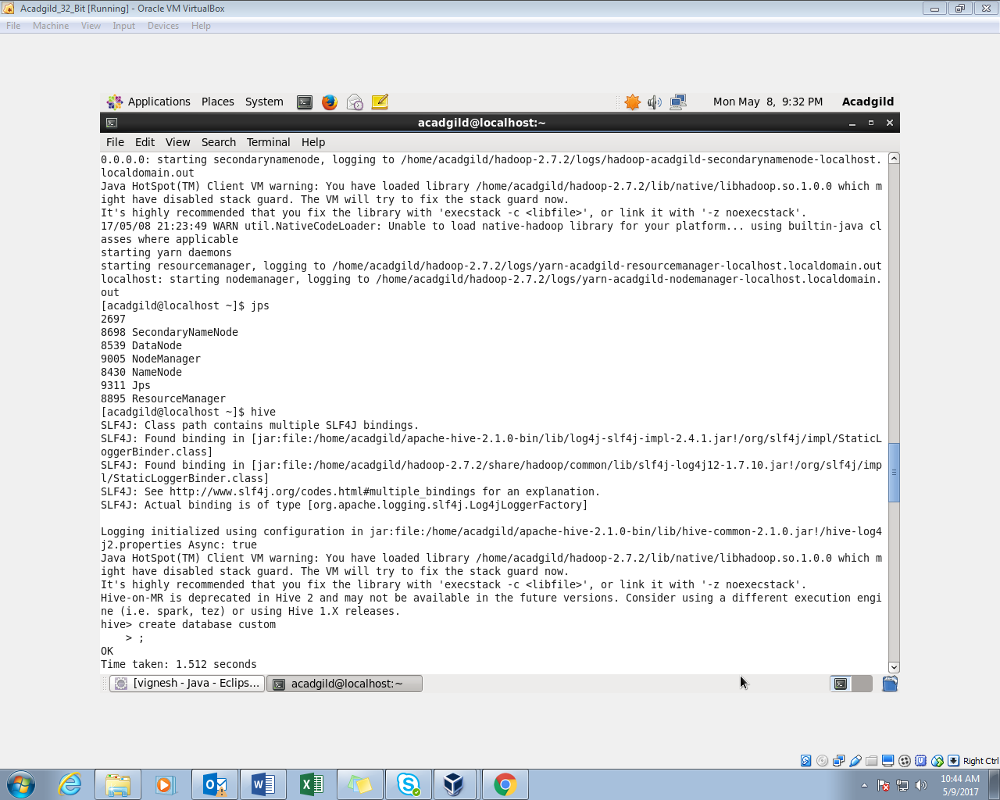 Acadgild_32_Bit [Running] - Oracle VM VirtualBox
File Machine View Input Devices Help
Applications Places System Mon May 8, 9:32 PM Acadgild
acadgild@localhost:~
File Edit View Search Terminal Help
0.0.0.0: starting secondarynamenode, logging to /home/acadgild/hadoop-2.7.2/logs/hadoop-acadgild-secondarynamenode-localhost.
localdomain.out
Java HotSpot(TM) Client VM warning: You have loaded library /home/acadgild/hadoop-2.7.2/lib/native/libhadoop.so.1.0.0 which m
ight have disabled stack guard. The VM will try to fix the stack guard now.
It's highly recommended that you fix the library with 'execstack -c <libfile>', or link it with '-z noexecstack'.
17/05/08 21:23:49 WARN util.NativeCodeLoader: Unable to load native-hadoop library for your platform... using builtin-java cl
asses where applicable
starting yarn daemons
starting resourcemanager, logging to /home/acadgild/hadoop-2.7.2/logs/yarn-acadgild-resourcemanager-localhost.localdomain.out
localhost: starting nodemanager, logging to /home/acadgild/hadoop-2.7.2/logs/yarn-acadgild-nodemanager-localhost.localdomain.
out
[acadgild@localhost ~]$ jps
2697
8698 SecondaryNameNode
8539 DataNode
9005 NodeManager
8430 NameNode
9311 Jps
8895 ResourceManager
[acadgild@localhost ~]$ hive
SLF4J: Class path contains multiple SLF4J bindings.
SLF4J: Found binding in [jar:file:/home/acadgild/apache-hive-2.1.0-bin/lib/log4j-slf4j-impl-2.4.1.jar!/org/slf4j/impl/StaticL
oggerBinder.class]
SLF4J: Found binding in [jar:file:/home/acadgild/hadoop-2.7.2/share/hadoop/common/lib/slf4j-log4j12-1.7.10.jar!/org/slf4j/imp
l/StaticLoggerBinder.class]
SLF4J: See http://www.slf4j.org/codes.html#multiple_bindings for an explanation.
SLF4J: Actual binding is of type [org.apache.logging.slf4j.Log4jLoggerFactory]
Logging initialized using configuration in jar:file:/home/acadgild/apache-hive-2.1.0-bin/lib/hive-common-2.1.0.jar!/hive-log4
j2.properties Async: true
Java HotSpot(TM) Client VM warning: You have loaded library /home/acadgild/hadoop-2.7.2/lib/native/libhadoop.so.1.0.0 which m
ight have disabled stack guard. The VM will try to fix the stack guard now.
It's highly recommended that you fix the library with 'execstack -c <libfile>', or link it with '-z noexecstack'.
Hive-on-MR is deprecated in Hive 2 and may not be available in the future versions. Consider using a different execution engi
ne (i.e. spark, tez) or using Hive 1.X releases.
hive> create database custom
    > ;
OK
Time taken: 1.512 seconds
[vignesh - Java - Eclips... acadgild@localhost:~
Right Ctrl
10:44 AM
5/9/2017